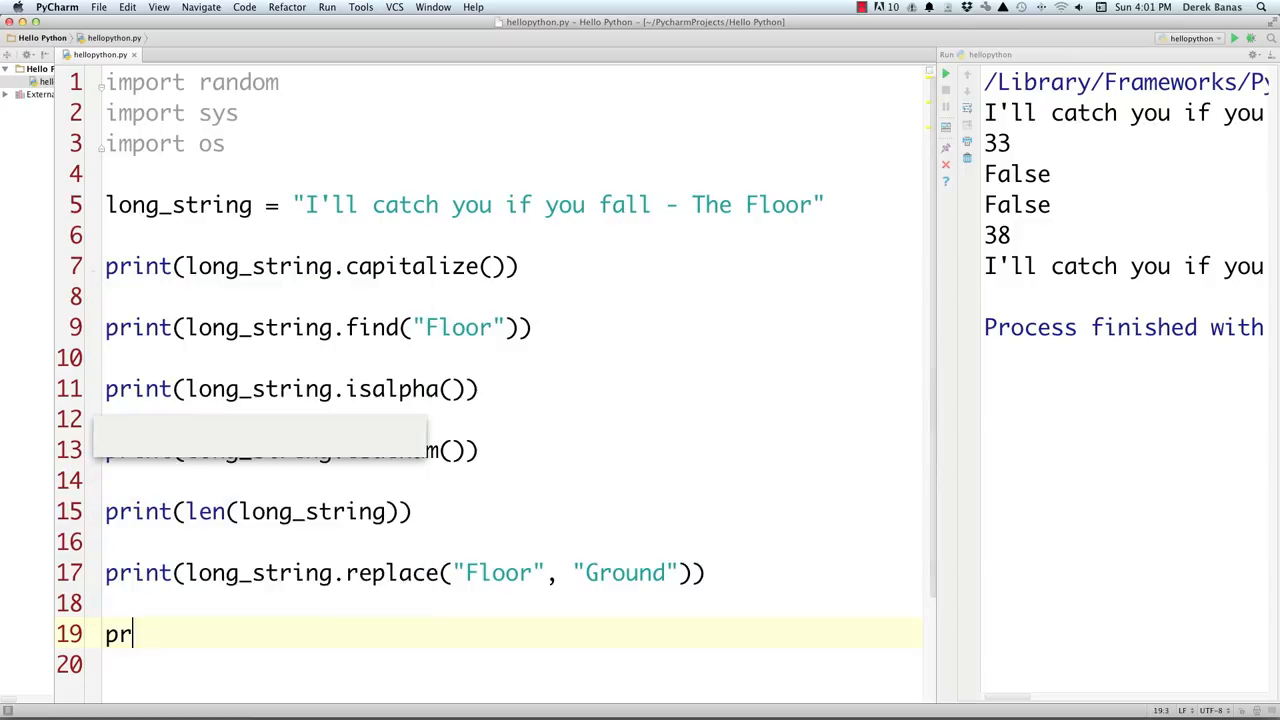 PyCharm File Edit View Navigate Code Refactor Run Tools VCS Window Help 10 Sun 4:01 PM Derek Banas
hellopython.py – Hello Python – [~/PycharmProjects/Hello Python]
Hello Python hellopython.py hellopython
hellopython.py Run hellopython
Hello P
hell
Externa
1 import random
2 import sys
3 import os
4
5 long_string = "I'll catch you if you fall - The Floor"
6
7 print(long_string.capitalize())
8
9 print(long_string.find("Floor"))
10
11 print(long_string.isalpha())
12
13 m())
14
15 print(len(long_string))
16
17 print(long_string.replace("Floor", "Ground"))
18
19 pr
20
/Library/Frameworks/Py
I'll catch you if you
33
False
False
38
I'll catch you if you
Process finished with
19:3 LF UTF-8